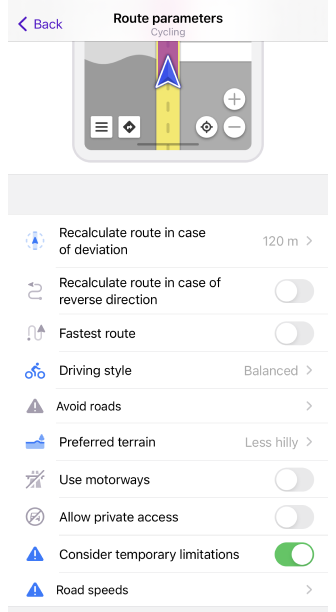 Back
Route parameters
Cycling
Recalculate route in case
of deviation
120 m
Recalculate route in case of
reverse direction
Fastest route
Driving style
Balanced
Avoid roads
Preferred terrain
Less hilly
Use motorways
Allow private access
Consider temporary limitations
Road speeds